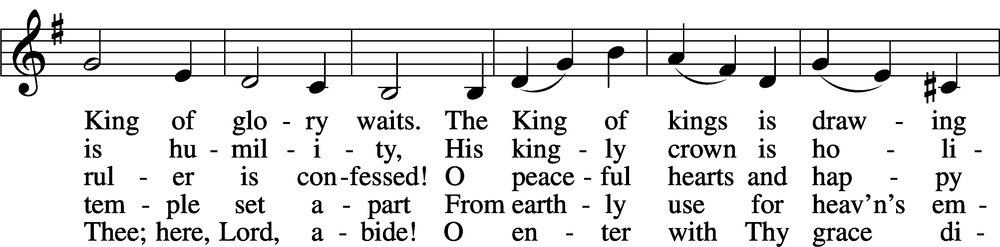 King of glo - ry waits. The King of kings is draw - ing
is hu - mil - i - ty, His king - ly crown is ho - li -
rul - er is con - fessed! O peace - ful hearts and hap - py
tem - ple set a - part From earth - ly use for heav’n’s em -
Thee; here, Lord, a - bide! O en - ter with Thy grace di -